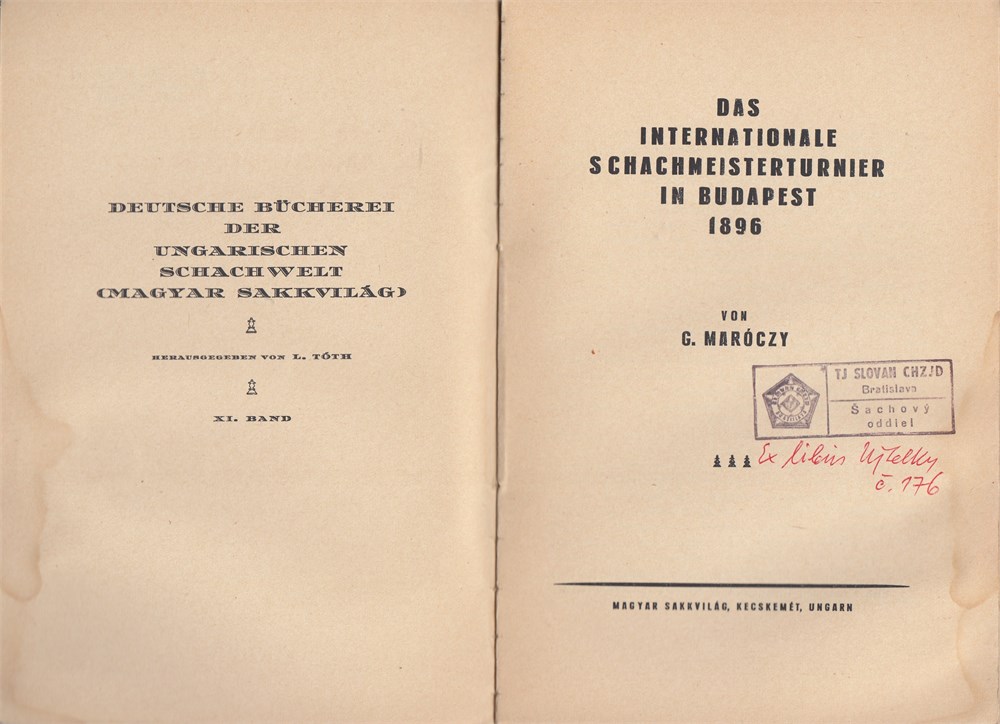 DEUTSCHE BÜCHEREI
DER
UNGARISCHEN
SCHACHWELT
(MAGYAR SAKKVILÁG)
HERAUSGEGEBEN VON L. TÓTH
XI. BAND
DAS
INTERNATIONALE
SCHACHMEISTERTURNIER
IN BUDAPEST
1896
VON
G. MARÓCZY
TJ SLOVAN CHZJD
Bratislava
Šachový
oddiel
Ex libris Ujtelky
č. 176
MAGYAR SAKKVILÁG, KECSKEMÉT, UNGARN